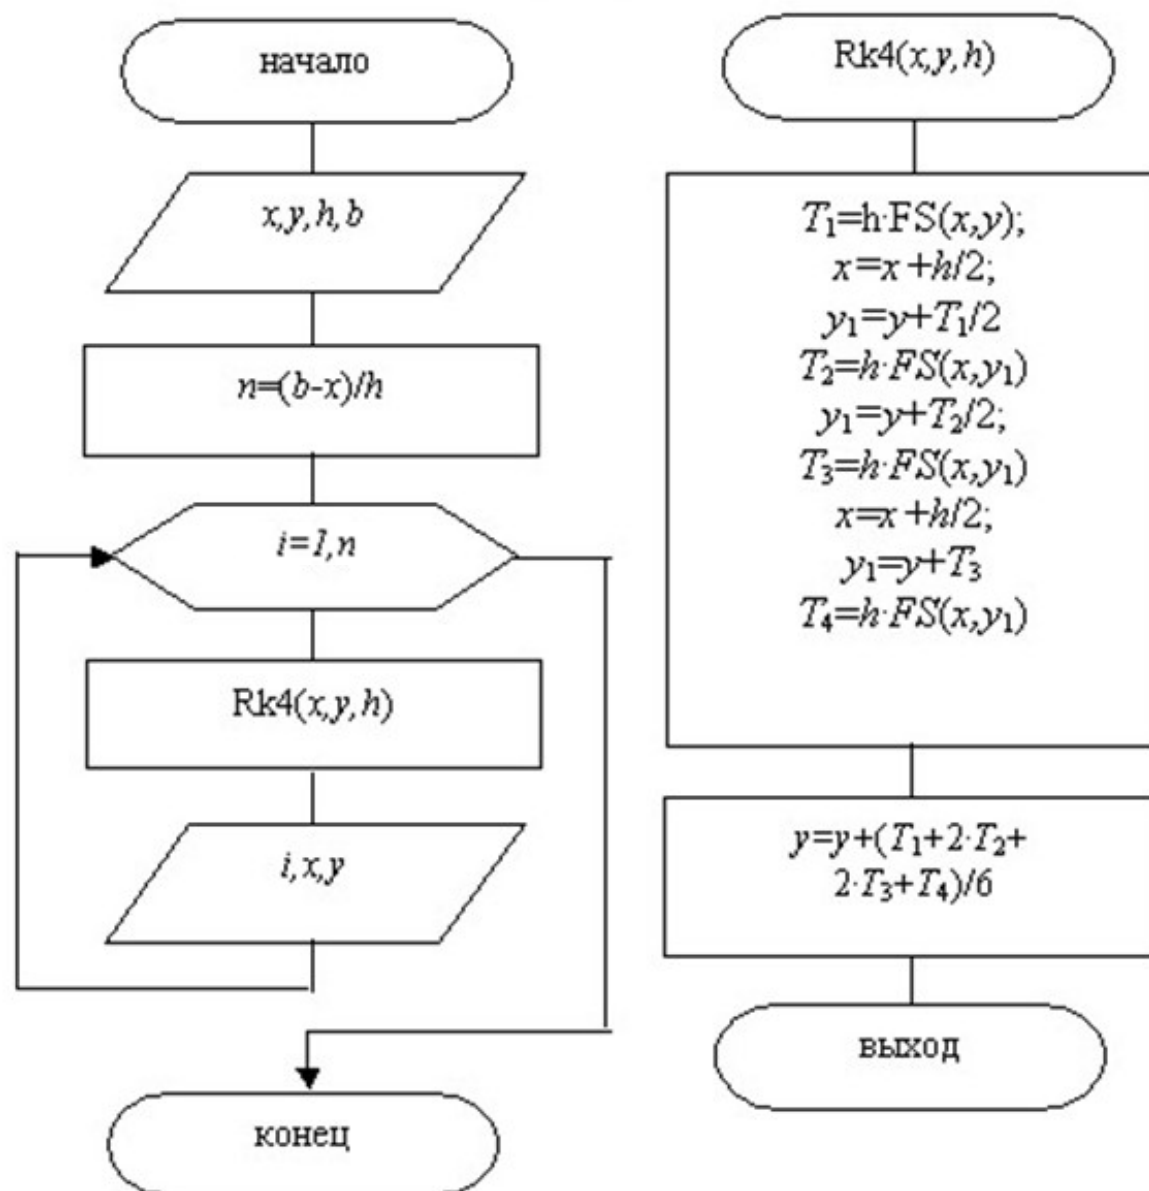 начало
x,y,h,b
n=(b-x)/h
i=1,n
Rk4(x,y,h)
i,x,y
конец
Rk4(x,y,h)
T₁=h·FS(x,y);
x=x+h/2;
y₁=y+T₁/2
T₂=h·FS(x,y₁)
y₁=y+T₂/2;
T₃=h·FS(x,y₁)
x=x+h/2;
y₁=y+T₃
T₄=h·FS(x,y₁)
y=y+(T₁+2·T₂+
2·T₃+T₄)/6
выход